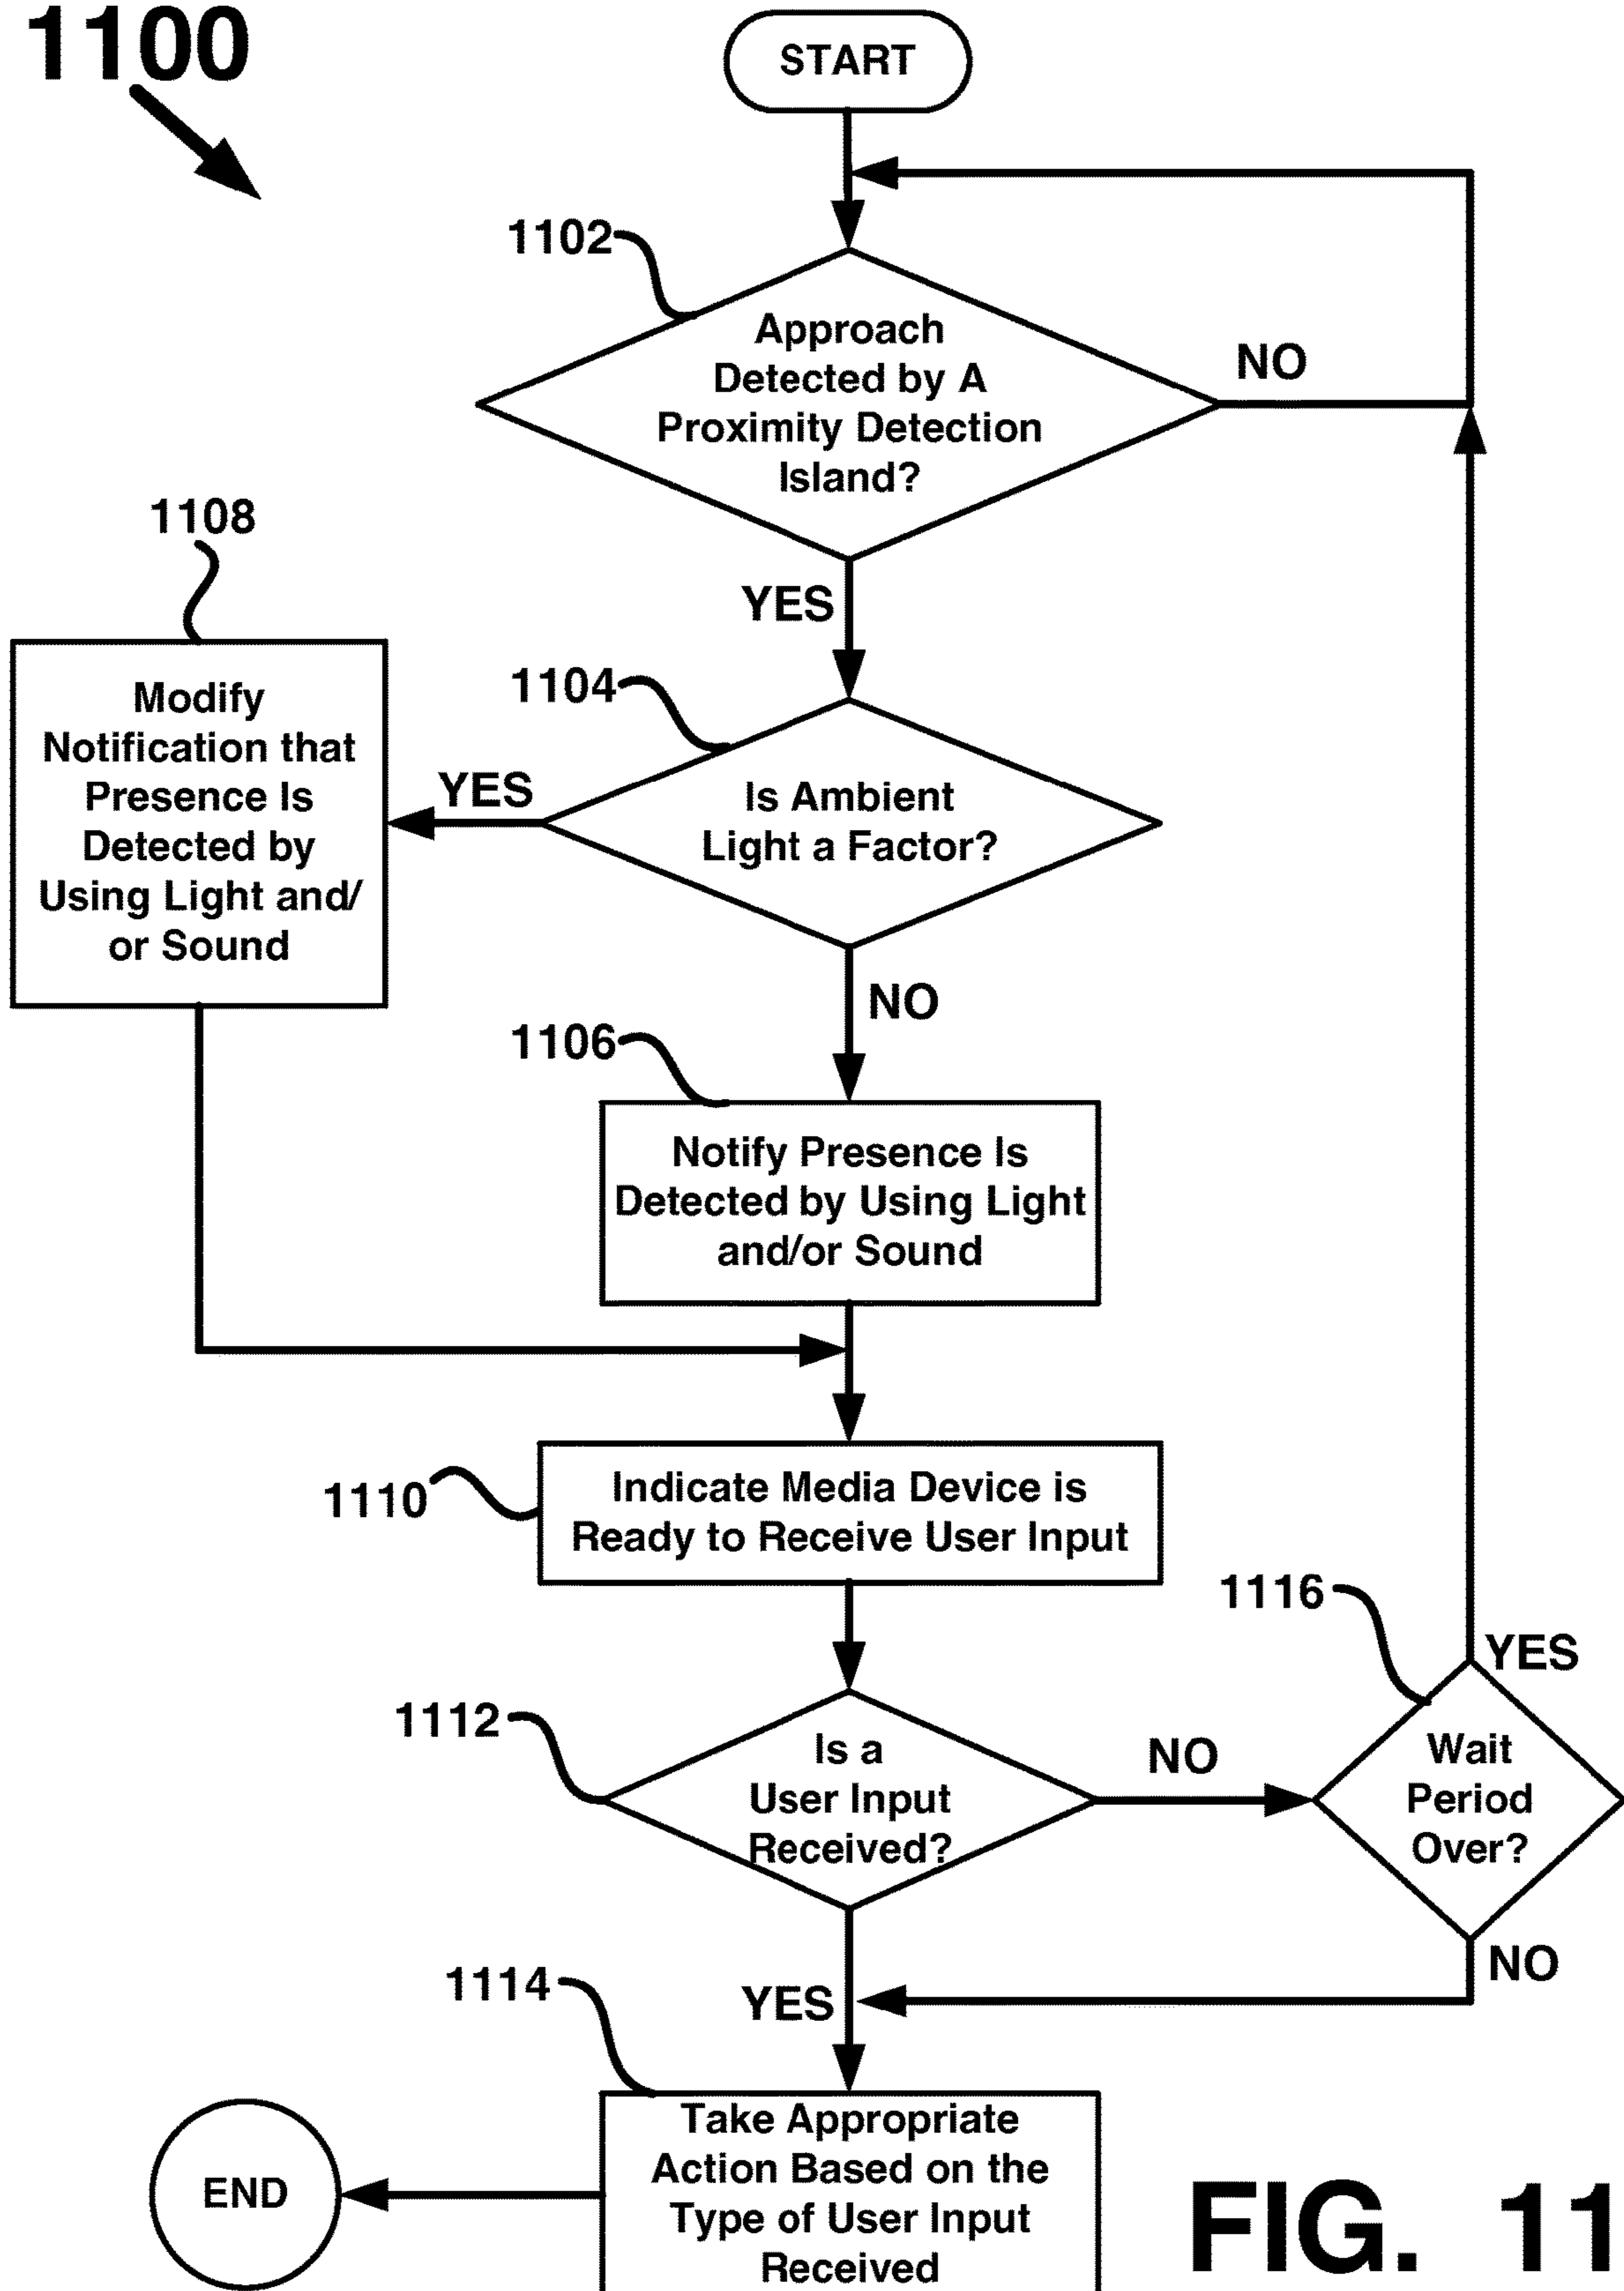 1100
START
1102
Approach
Detected by A
Proximity Detection
Island?
NO
YES
1108
Modify
Notification that
Presence Is
Detected by
Using Light and/
or Sound
1104
YES
Is Ambient
Light a Factor?
NO
1106
Notify Presence Is
Detected by Using Light
and/or Sound
1110
Indicate Media Device is
Ready to Receive User Input
1116
YES
1112
Is a
User Input
Received?
NO
Wait
Period
Over?
NO
1114
YES
Take Appropriate
Action Based on the
Type of User Input
Received
END
FIG. 11